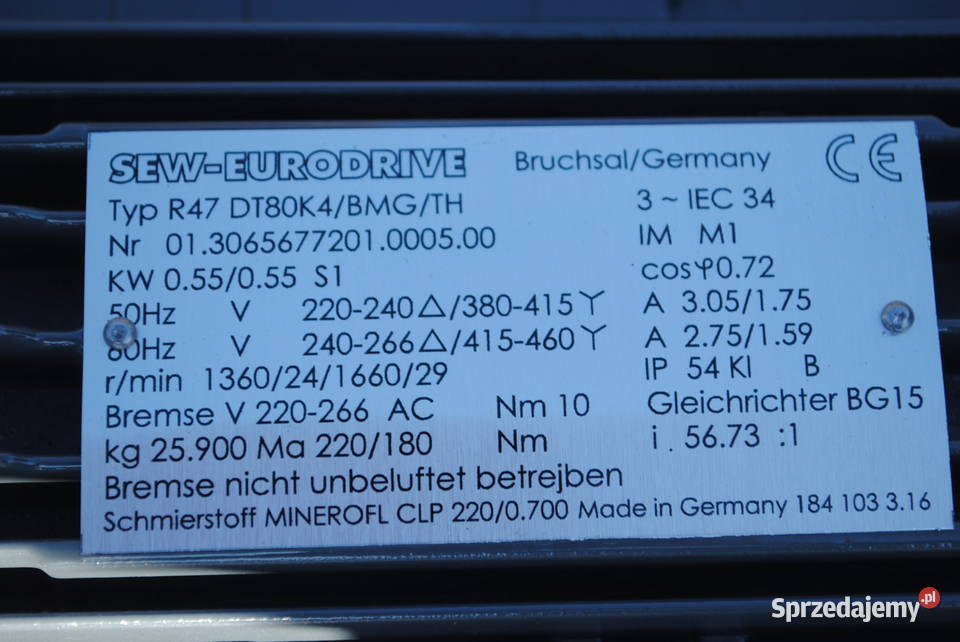 SEW-EURODRIVE Bruchsal/Germany CE
Typ R47 DT80K4/BMG/TH 3 ~ IEC 34
Nr 01.3065677201.0005.00 IM M1
KW 0.55/0.55 S1 cosφ0.72
50Hz V 220-240△/380-415Y A 3.05/1.75
60Hz V 240-266△/415-460Y A 2.75/1.59
r/min 1360/24/1660/29 IP 54 KI B
Bremse V 220-266 AC Nm 10 Gleichrichter BG15
kg 25.900 Ma 220/180 Nm i 56.73 :1
Bremse nicht unbeluftet betrejben
Schmierstoff MINEROFL CLP 220/0.700 Made in Germany 184 103 3.16
Sprzedajemy.pl